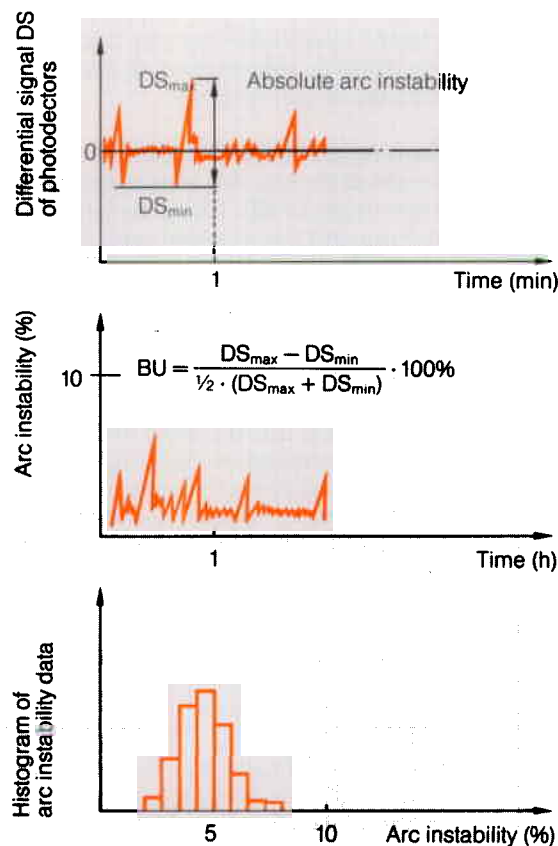 Differential signal DS
of photodectors
DSmax
Absolute arc instability
0
DSmin
1
Time (min)
Arc instability (%)
10
BU = DSmax − DSmin / ½ · (DSmax + DSmin) · 100%
1
Time (h)
Histogram of
arc instability data
5
10
Arc instability (%)